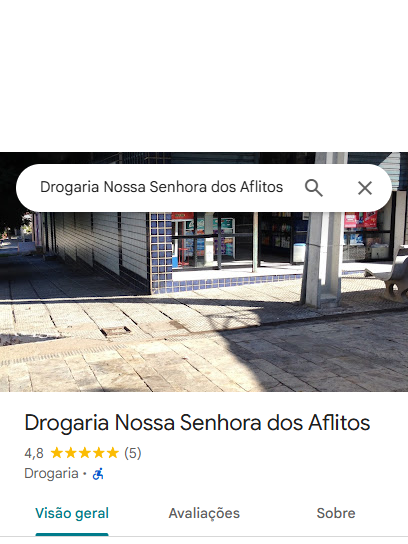 Drogaria Nossa Senhora dos Aflitos
Drogaria Nossa Senhora dos Aflitos
4,8 ★★★★★ (5)
Drogaria •
Visão geral
Avaliações
Sobre